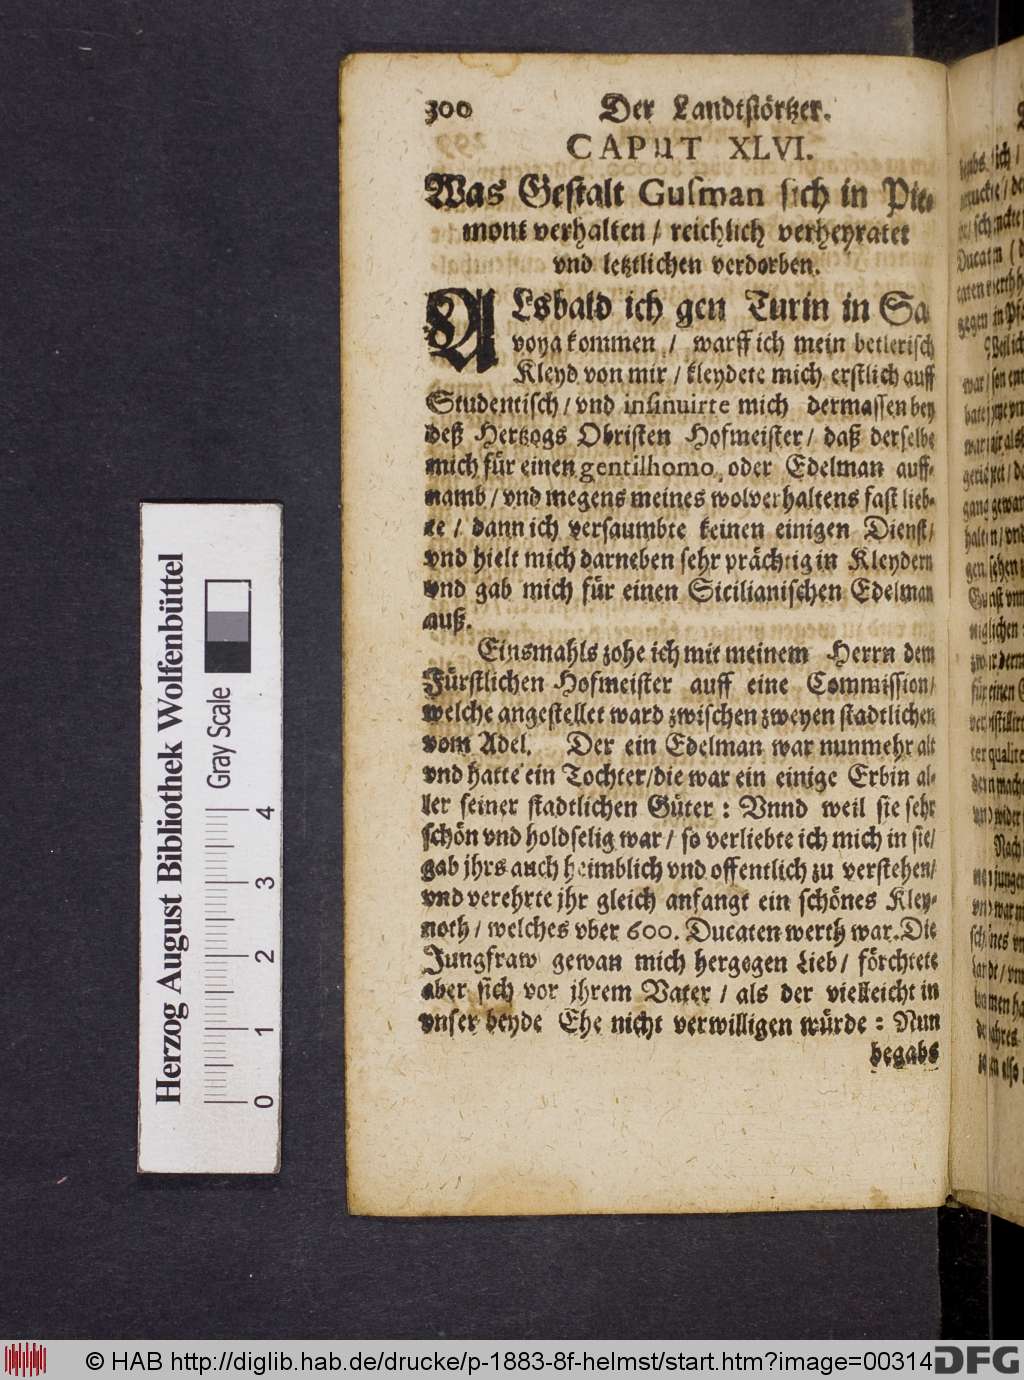 300 Der Landtstörtzer.
CAPUT XLVI.
Was Gestalt Gusman sich in Pie-
mont verhalten / reichlich verheyratet
vnd letztlichen verdorben.
ALsbald ich gen Turin in Sa
voya kommen / warff ich mein betlerisch
Kleyd von mir / kleydete mich erstlich auff
Studentisch / vnd insinuirte mich dermassen bey
deß Hertzogs Obristen Hofmeister / daß derselbe
mich für einen gentilhomo, oder Edelman auff-
namb / vnd wegens meines wolverhaltens fast lieb-
te / dann ich versaumbte keinen einigen Dienst /
vnd hielt mich darneben sehr prächtig in Kleydern
vnd gab mich für einen Sicilianischen Edelman
auß.
Einsmahls zohe ich mit meinem Herrn dem
Fürstlichen Hofmeister auff eine Commission /
welche angestellet ward zwischen zweyen stadtlichen
vom Adel. Der ein Edelman war nunmehr alt
vnd hatte ein Tochter / die war ein einige Erbin al-
ler seiner stadtlichen Güter : Vnnd weil sie sehr
schön vnd holdselig war / so verliebte ich mich in sie /
gab jhrs auch heimblich vnd offentlich zu verstehen /
vnd verehrte jhr gleich anfangt ein schönes Kley-
noth / welches vber 600. Ducaten werth war. Die
Jungfraw gewan mich hergegen lieb / förchtete
aber sich vor jhrem Vater / als der vielleicht in
vnser beyde Ehe nicht verwilligen würde : Nun
begabs
Herzog August Bibliothek Wolfenbüttel
Gray Scale
0 1 2 3 4
© HAB http://diglib.hab.de/drucke/p-1883-8f-helmst/start.htm?image=00314
DFG